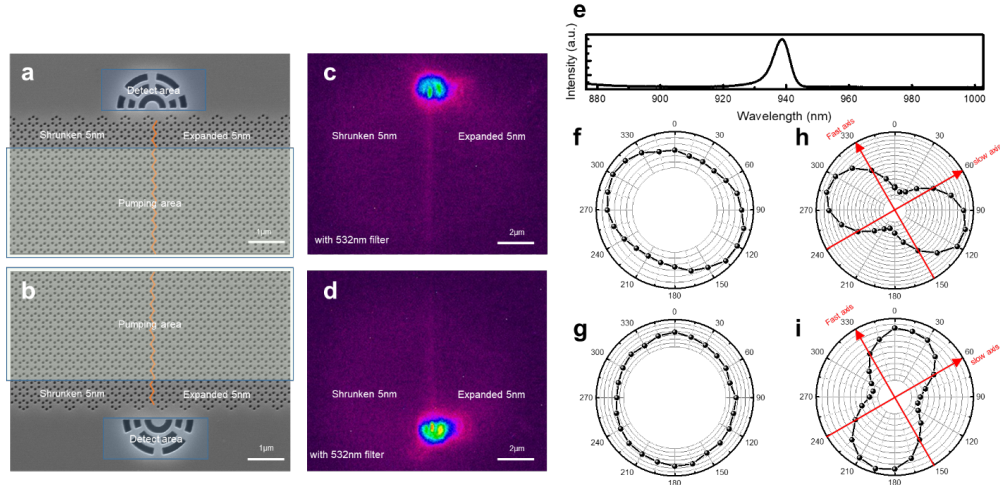 a
Detect area
Shrunken 5nm
Expanded 5nm
Pumping area
1μm
b
Pumping area
Shrunken 5nm
Expanded 5nm
Detect area
1μm
c
Shrunken 5nm
Expanded 5nm
with 532nm filter
2μm
d
Shrunken 5nm
Expanded 5nm
with 532nm filter
2μm
e
Intensity (a.u.)
880 900 920 940 960 980 1000
Wavelength (nm)
f
0
30
60
90
120
150
180
210
240
270
300
330
g
0
30
60
90
120
150
180
210
240
270
300
330
h
Fast axis
slow axis
0
30
60
90
120
150
180
210
240
270
300
330
i
Fast axis
slow axis
0
30
60
90
120
150
180
210
240
270
300
330